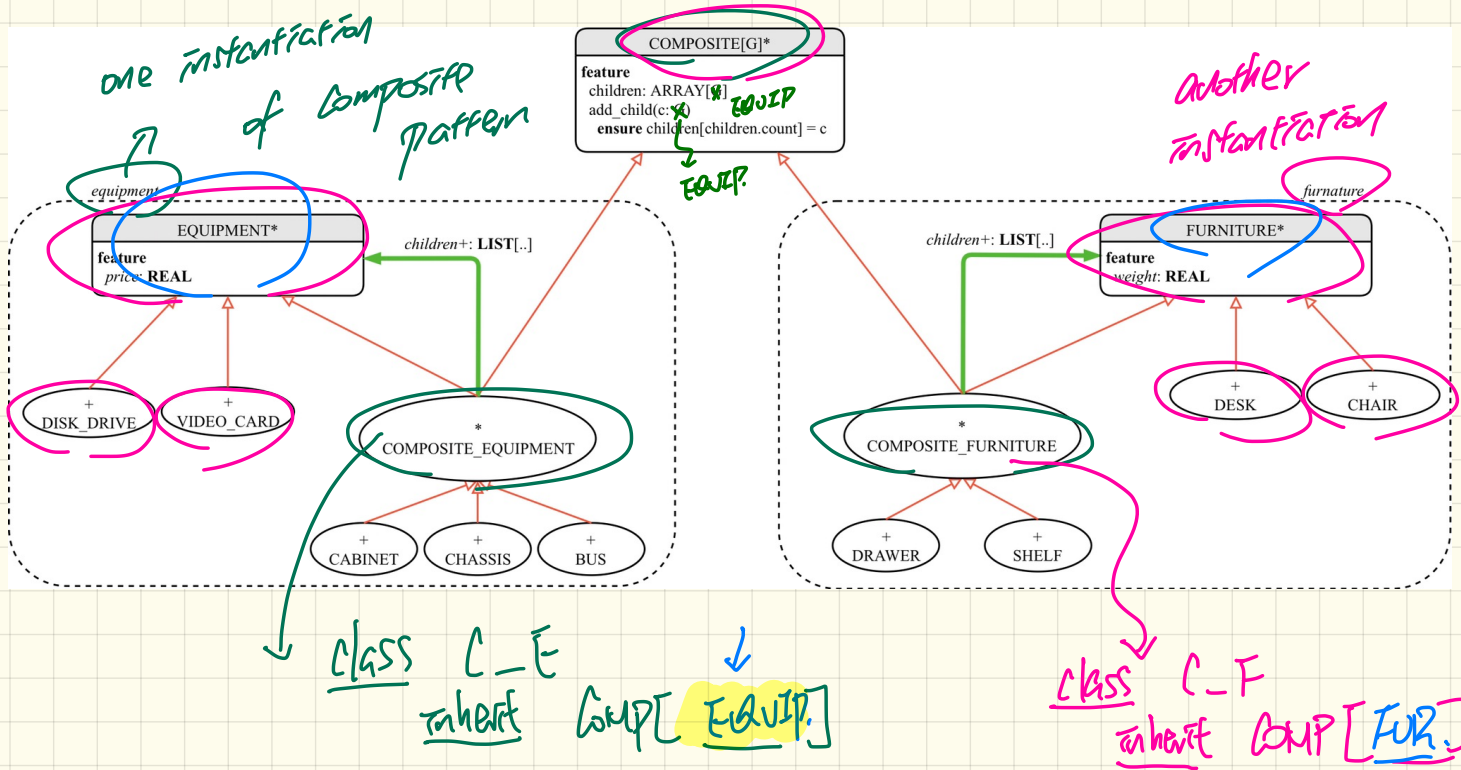 one instantiation
of Composite
Pattern
COMPOSITE[G]*
feature
children: ARRAY[G]
EQUIP
add_child(c: G)
ensure children[children.count] = c
EQUIP.
another
instantiation
equipment
EQUIPMENT*
feature
price: REAL
children+: LIST[..]
furnature
FURNITURE*
feature
weight: REAL
children+: LIST[..]
+
DISK_DRIVE
+
VIDEO_CARD
*
COMPOSITE_EQUIPMENT
*
COMPOSITE_FURNITURE
+
DESK
+
CHAIR
+
CABINET
+
CHASSIS
+
BUS
+
DRAWER
+
SHELF
class C_E
inherit COMP[EQUIP.]
class C_F
inherit COMP[FUR.]